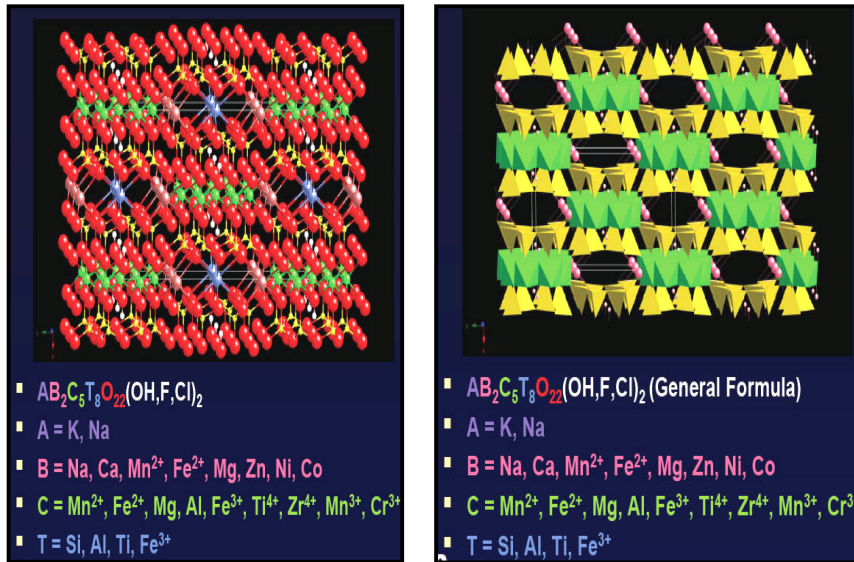 AB₂C₅T₈O₂₂(OH,F,Cl)₂
A = K, Na
B = Na, Ca, Mn²⁺, Fe²⁺, Mg, Zn, Ni, Co
C = Mn²⁺, Fe²⁺, Mg, Al, Fe³⁺, Ti⁴⁺, Zr⁴⁺, Mn³⁺, Cr³⁺
T = Si, Al, Ti, Fe³⁺
AB₂C₅T₈O₂₂(OH,F,Cl)₂ (General Formula)
A = K, Na
B = Na, Ca, Mn²⁺, Fe²⁺, Mg, Zn, Ni, Co
C = Mn²⁺, Fe²⁺, Mg, Al, Fe³⁺, Ti⁴⁺, Zr⁴⁺, Mn³⁺, Cr³
T = Si, Al, Ti, Fe³⁺